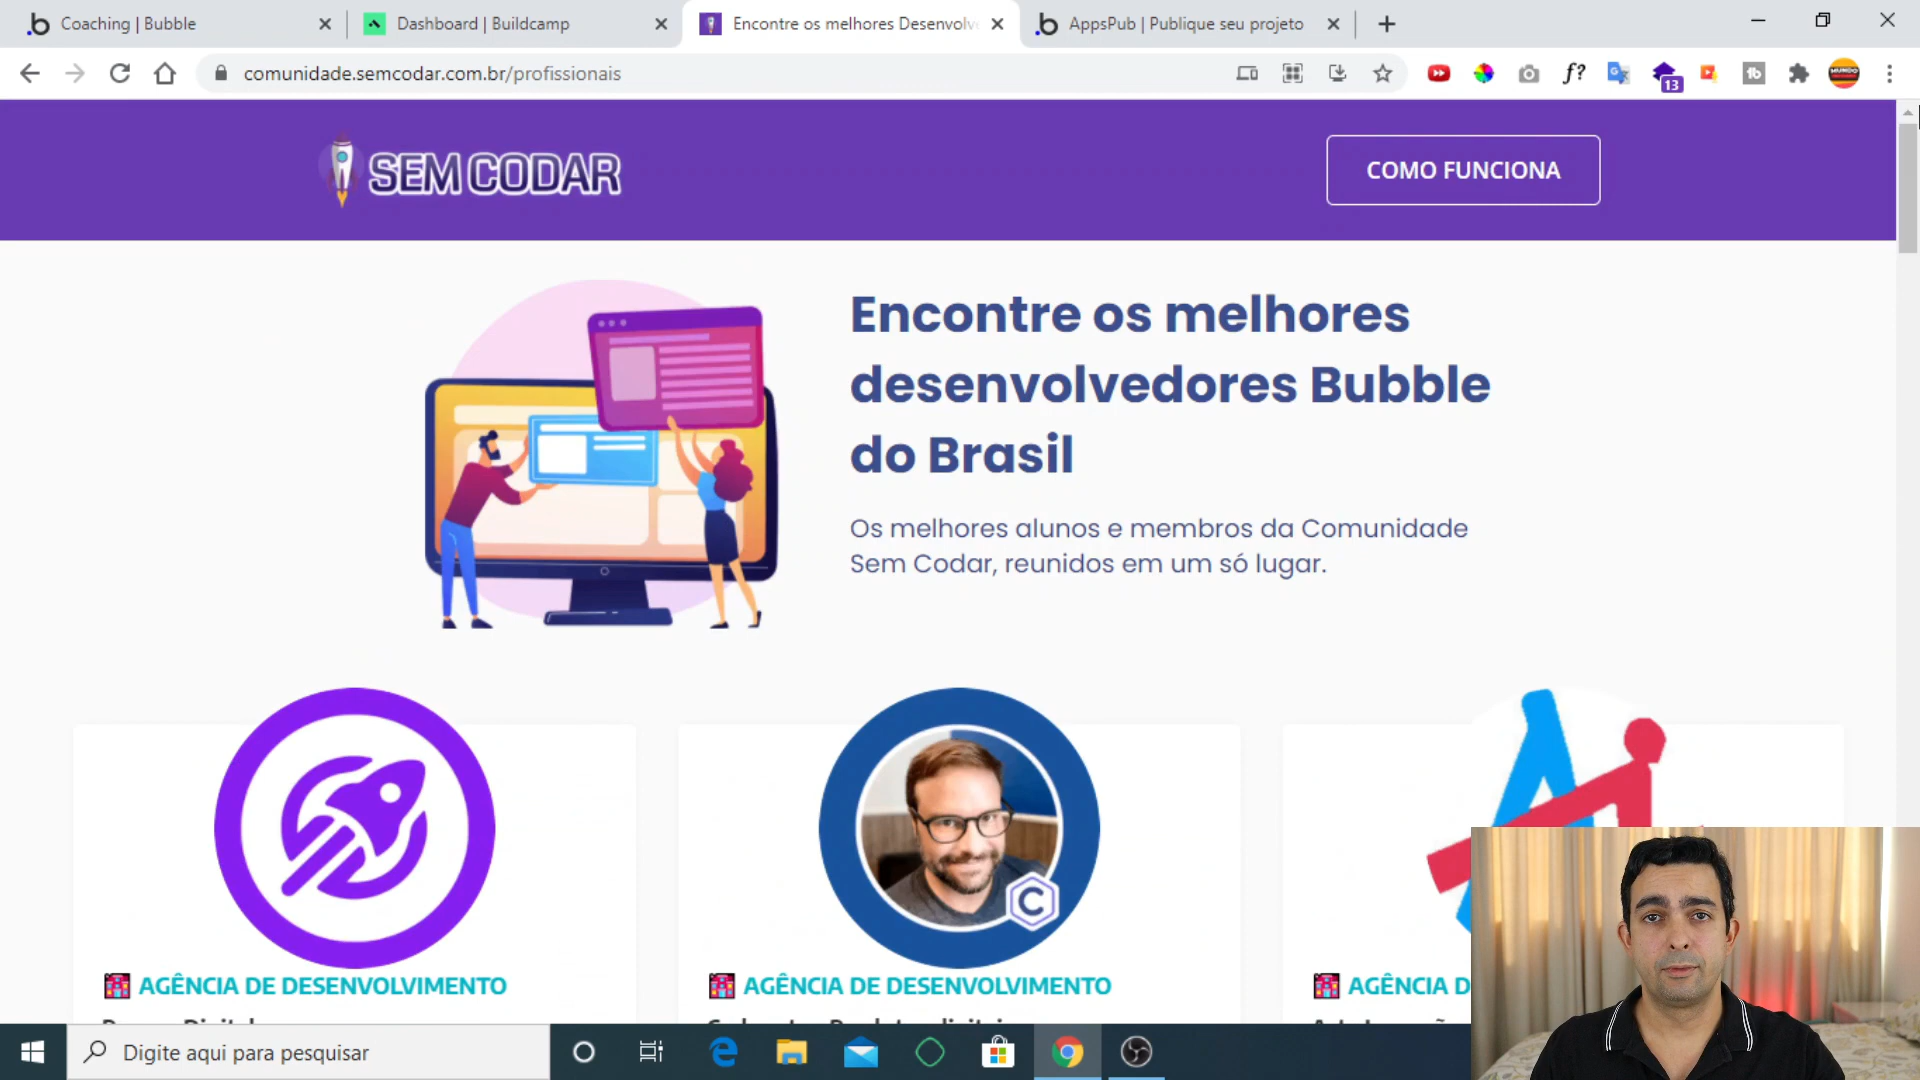 Coaching | Bubble
Dashboard | Buildcamp
Encontre os melhores Desenvolv
AppsPub | Publique seu projeto
comunidade.semcodar.com.br/profissionais
f?
13
SEM CODAR
COMO FUNCIONA
Encontre os melhores
desenvolvedores Bubble
do Brasil
Os melhores alunos e membros da Comunidade
Sem Codar, reunidos em um só lugar.
C
AGÊNCIA DE DESENVOLVIMENTO
AGÊNCIA DE DESENVOLVIMENTO
AGÊNCIA D
Digite aqui para pesquisar